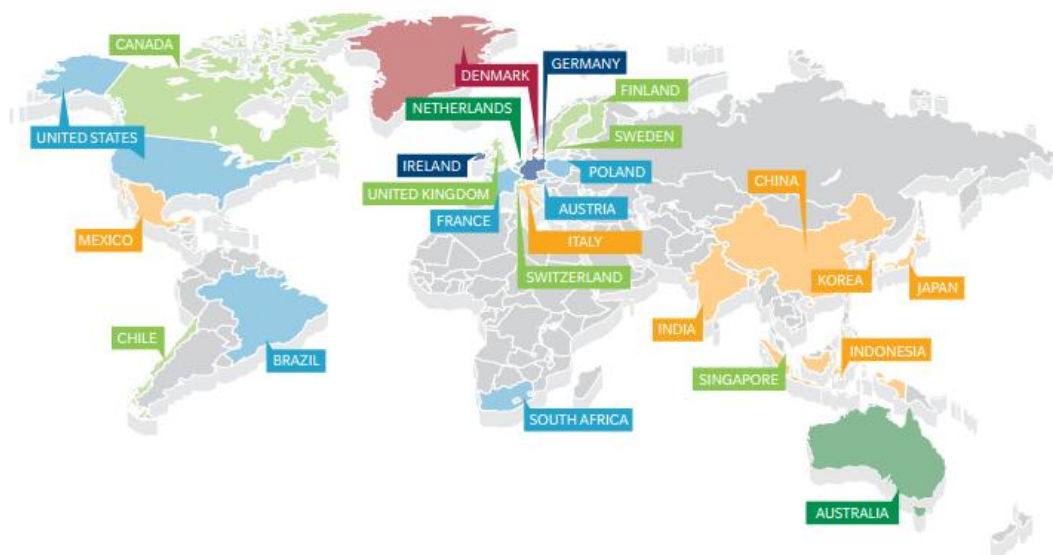 CANADA
GERMANY
DENMARK
FINLAND
NETHERLANDS
UNITED STATES
SWEDEN
IRELAND
POLAND
CHINA
UNITED KINGDOM
AUSTRIA
FRANCE
MEXICO
ITALY
SWITZERLAND
KOREA
JAPAN
INDIA
CHILE
BRAZIL
INDONESIA
SINGAPORE
SOUTH AFRICA
AUSTRALIA